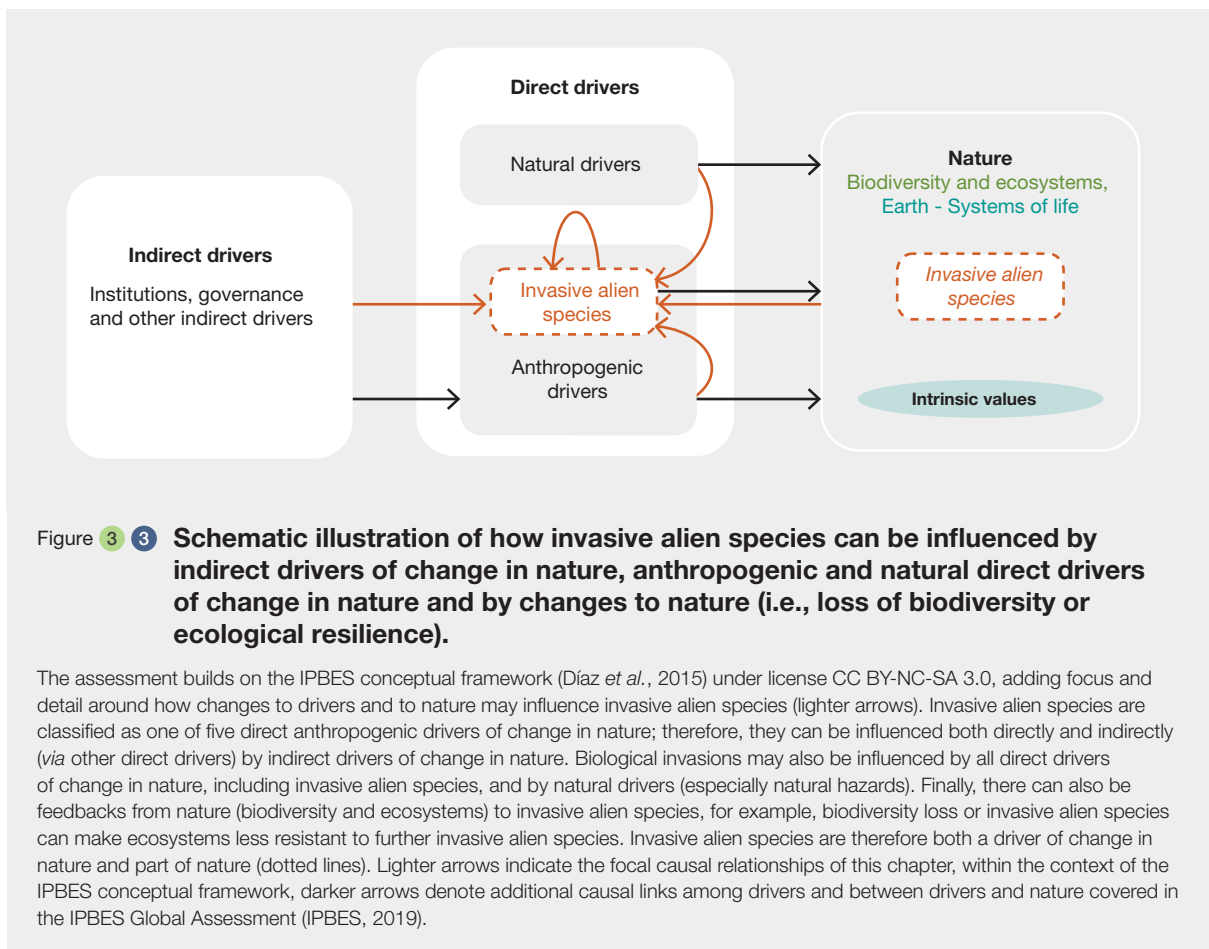 Direct drivers
Natural drivers
Nature
Biodiversity and ecosystems,
Earth - Systems of life
Indirect drivers
Institutions, governance
and other indirect drivers
Invasive alien
species
Invasive alien
species
Anthropogenic
drivers
Intrinsic values
Figure 3 3 Schematic illustration of how invasive alien species can be influenced by
indirect drivers of change in nature, anthropogenic and natural direct drivers
of change in nature and by changes to nature (i.e., loss of biodiversity or
ecological resilience).
The assessment builds on the IPBES conceptual framework (Díaz et al., 2015) under license CC BY-NC-SA 3.0, adding focus and
detail around how changes to drivers and to nature may influence invasive alien species (lighter arrows). Invasive alien species are
classified as one of five direct anthropogenic drivers of change in nature; therefore, they can be influenced both directly and indirectly
(via other direct drivers) by indirect drivers of change in nature. Biological invasions may also be influenced by all direct drivers
of change in nature, including invasive alien species, and by natural drivers (especially natural hazards). Finally, there can also be
feedbacks from nature (biodiversity and ecosystems) to invasive alien species, for example, biodiversity loss or invasive alien species
can make ecosystems less resistant to further invasive alien species. Invasive alien species are therefore both a driver of change in
nature and part of nature (dotted lines). Lighter arrows indicate the focal causal relationships of this chapter, within the context of the
IPBES conceptual framework, darker arrows denote additional causal links among drivers and between drivers and nature covered in
the IPBES Global Assessment (IPBES, 2019).